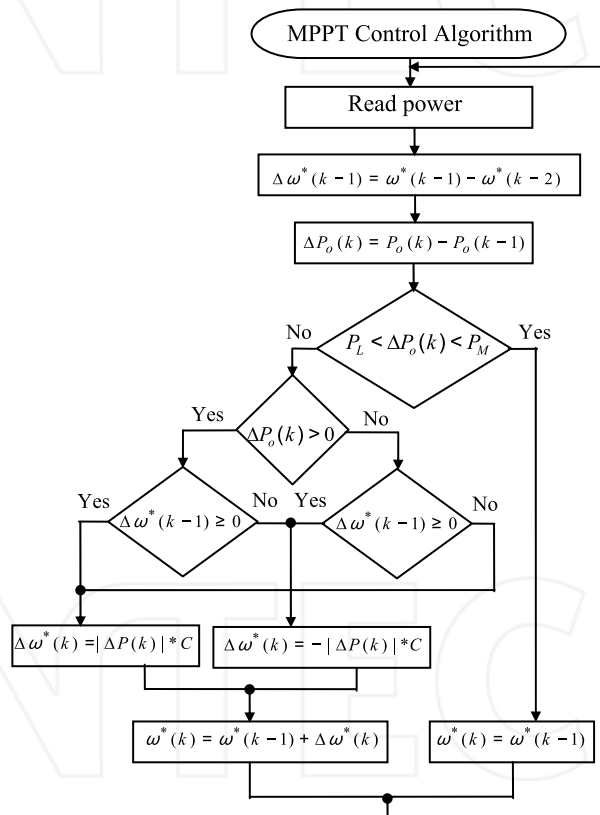 MPPT Control Algorithm
Read power
Δω*(k−1) = ω*(k−1) − ω*(k−2)
ΔP_o(k) = P_o(k) − P_o(k−1)
P_L < ΔP_o(k) < P_M
No
Yes
ΔP_o(k) > 0
Yes
No
Δω*(k−1) ≥ 0
Yes
No
Δω*(k−1) ≥ 0
Yes
No
Δω*(k) =|ΔP(k)|*C
Δω*(k) = −|ΔP(k)|*C
ω*(k) = ω*(k−1) + Δω*(k)
ω*(k) = ω*(k−1)
NTEC
NTEC